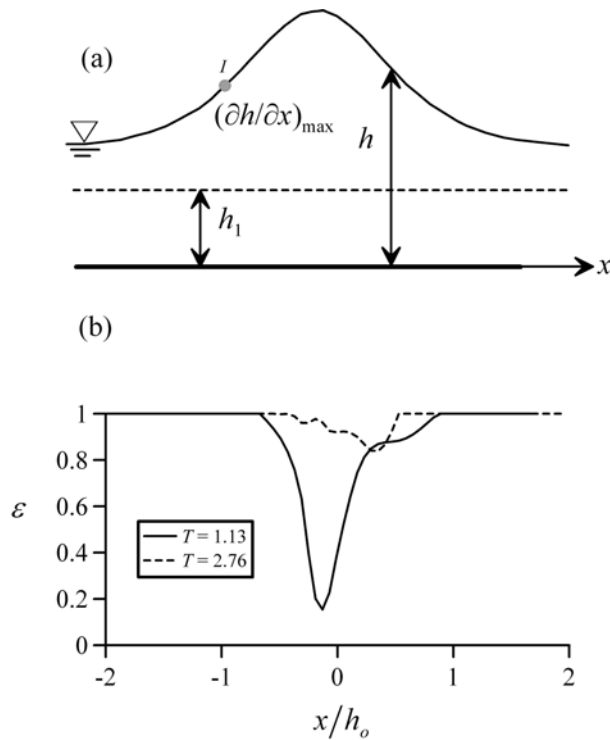 (a)
I
(∂h/∂x)max
h
h1
x
(b)
1
0.8
0.6
0.4
0.2
0
ε
T = 1.13
T = 2.76
-2 -1 0 1 2
x/ho